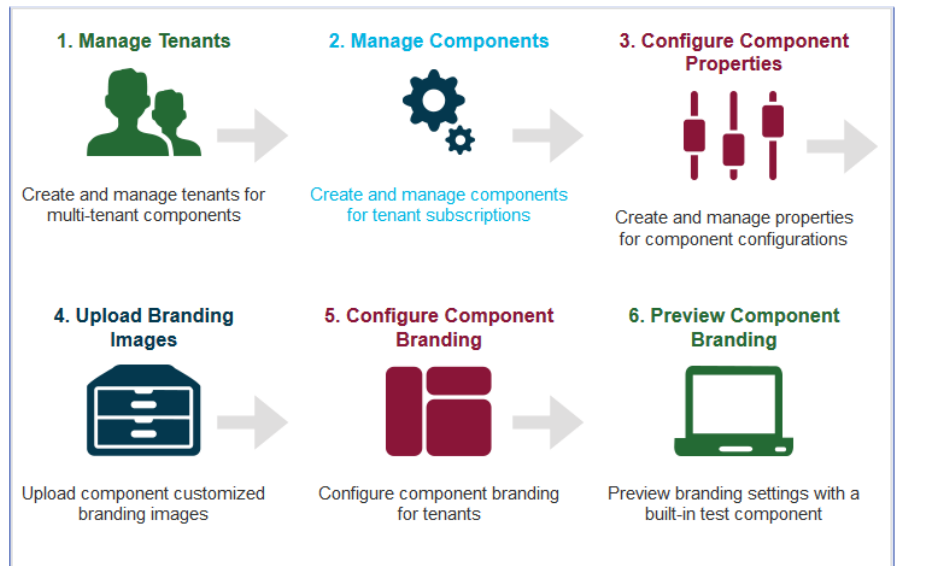 1. Manage Tenants
Create and manage tenants for
multi-tenant components
2. Manage Components
Create and manage components
for tenant subscriptions
3. Configure Component
Properties
Create and manage properties
for component configurations
4. Upload Branding
Images
Upload component customized
branding images
5. Configure Component
Branding
Configure component branding
for tenants
6. Preview Component
Branding
Preview branding settings with a
built-in test component